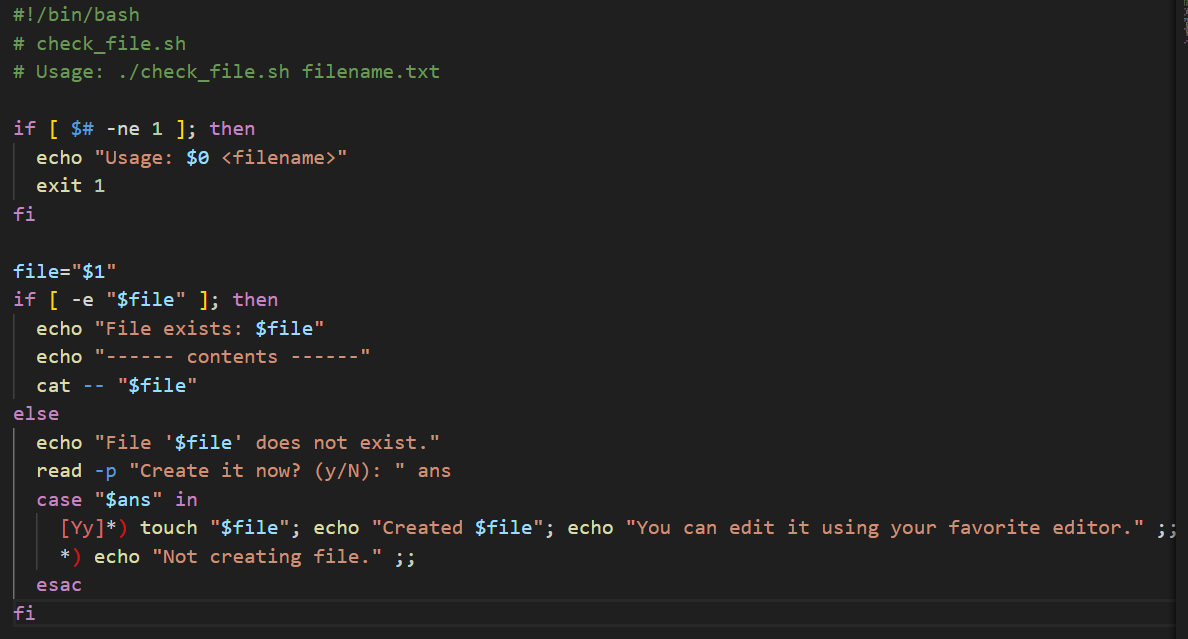 #!/bin/bash
# check_file.sh
# Usage: ./check_file.sh filename.txt

if [ $# -ne 1 ]; then
  echo "Usage: $0 <filename>"
  exit 1
fi

file="$1"
if [ -e "$file" ]; then
  echo "File exists: $file"
  echo "------ contents ------"
  cat -- "$file"
else
  echo "File '$file' does not exist."
  read -p "Create it now? (y/N): " ans
  case "$ans" in
    [Yy]*) touch "$file"; echo "Created $file"; echo "You can edit it using your favorite editor." ;;
    *) echo "Not creating file." ;;
  esac
fi